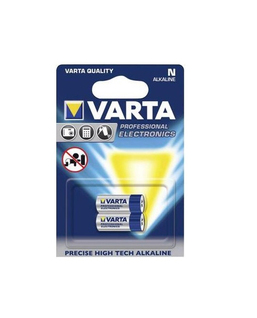 VARTA QUALITY
N
ALKALINE
VARTA
PROFESSIONAL
ELECTRONICS
VARTA
VARTA
PRECISE HIGH TECH ALKALINE